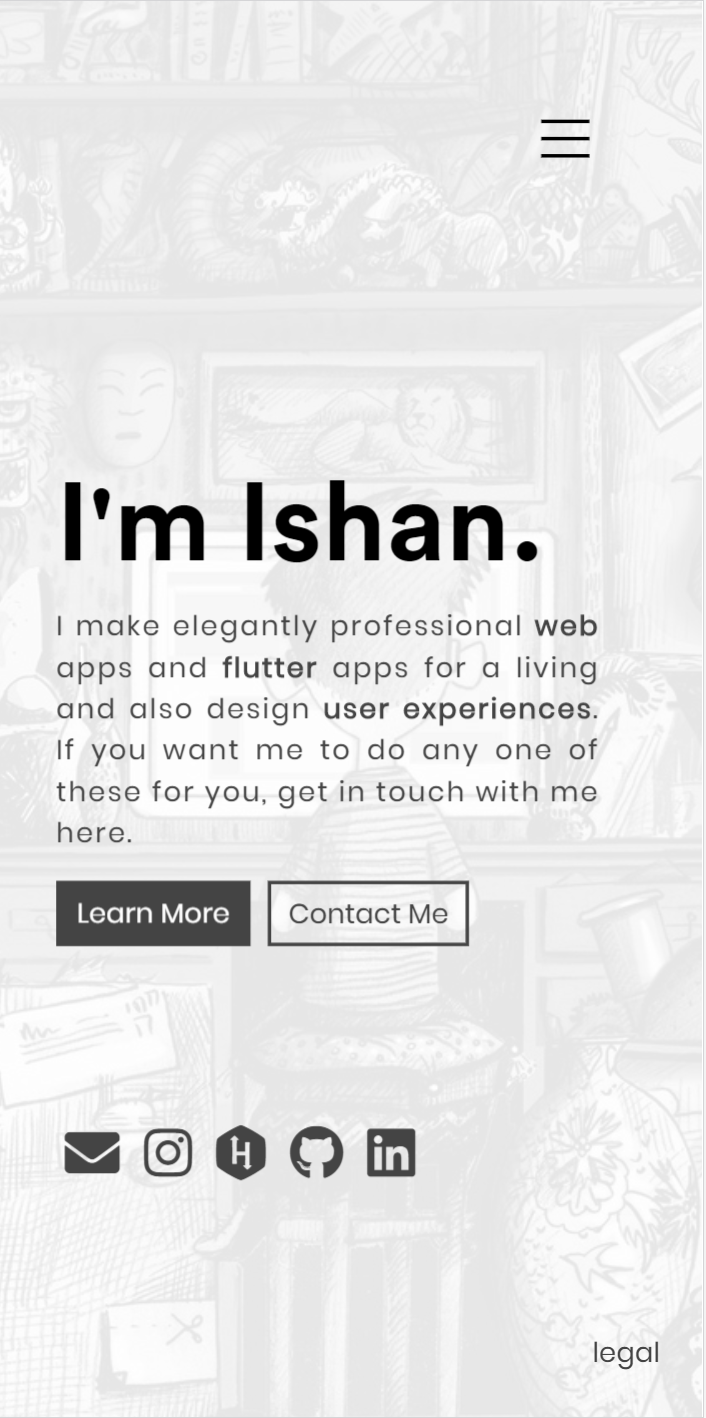 I'm Ishan.
I make elegantly professional web
apps and flutter apps for a living
and also design user experiences.
If you want me to do any one of
these for you, get in touch with me
here.
Learn More
Contact Me
legal